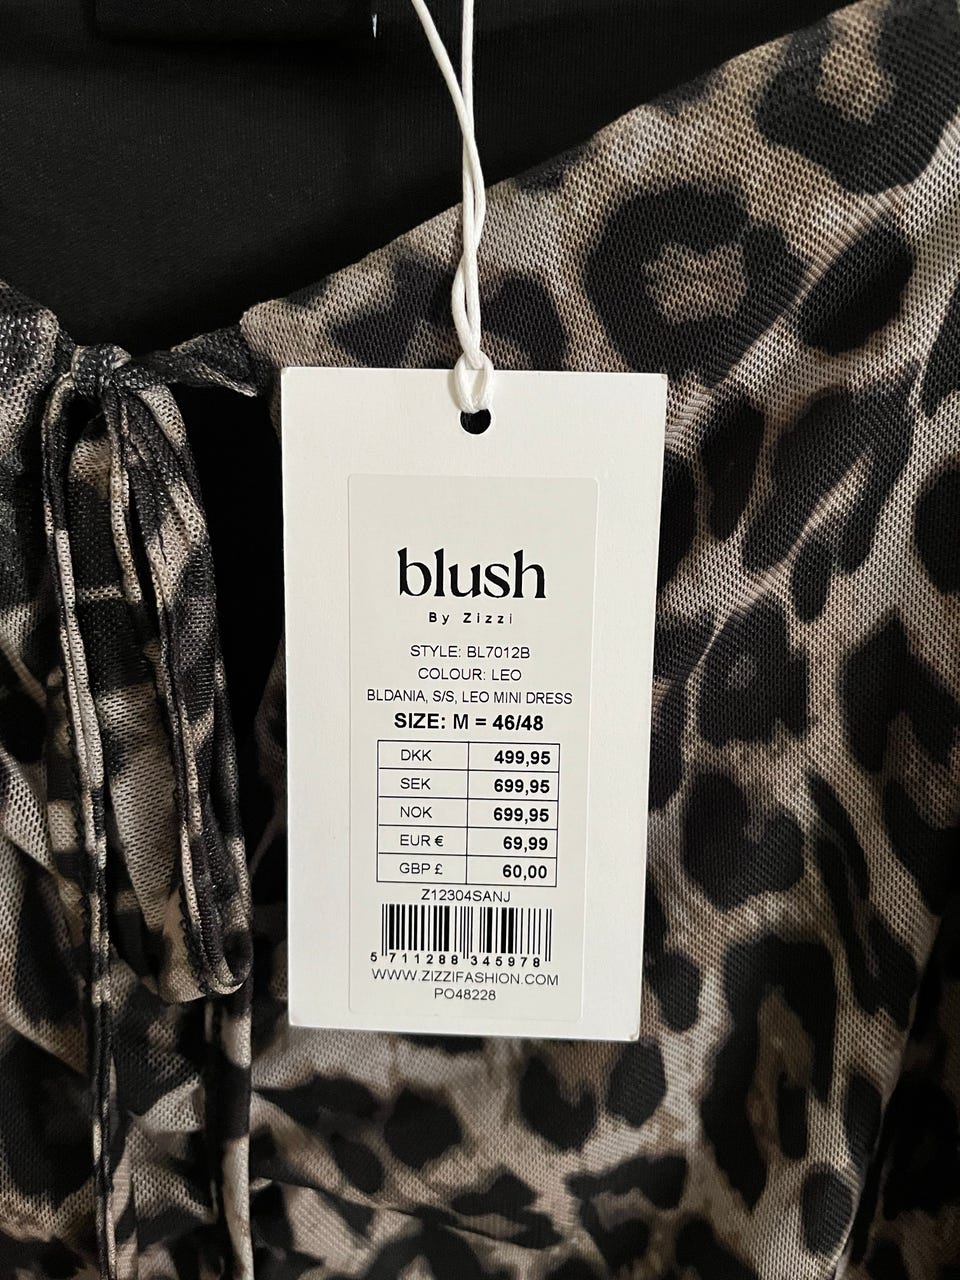 blush
By Zizzi
STYLE: BL7012B
COLOUR: LEO
BLDANIA, S/S, LEO MINI DRESS
SIZE: M = 46/48
DKK 499,95
SEK 699,95
NOK 699,95
EUR € 69,99
GBP £ 60,00
Z12304SANJ
5 711288 345978
WWW.ZIZZIFASHION.COM
PO48228